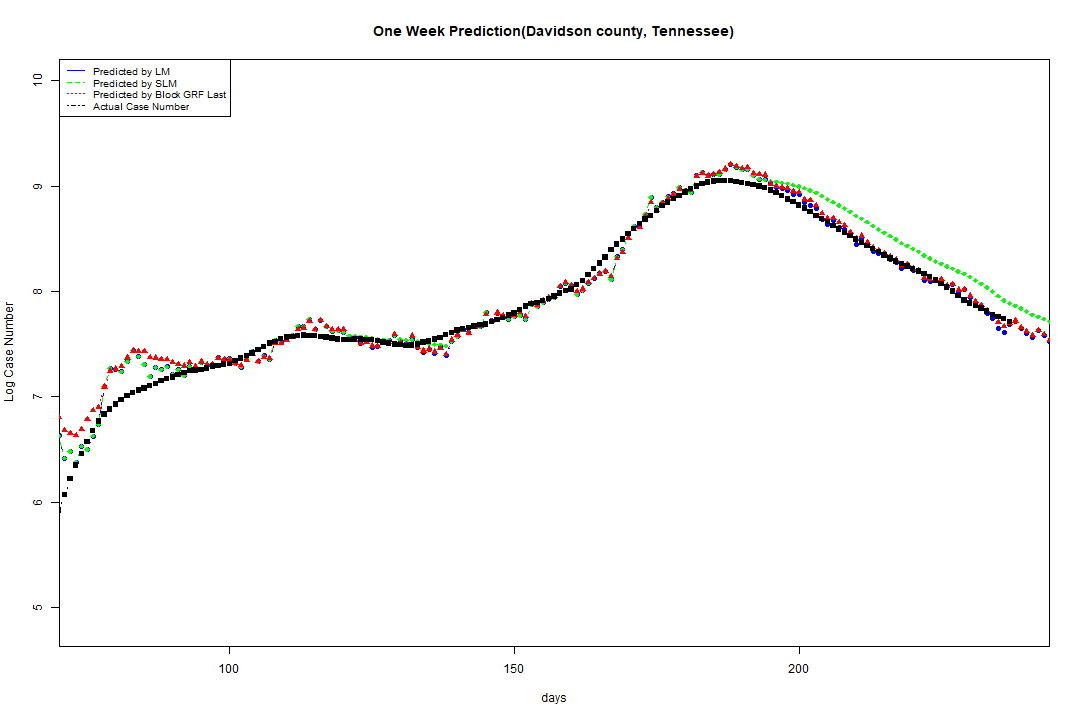 One Week Prediction(Davidson county, Tennessee)
Predicted by LM
Predicted by SLM
Predicted by Block GRF Last
Actual Case Number
10
9
8
7
6
5
Log Case Number
100 150 200
days